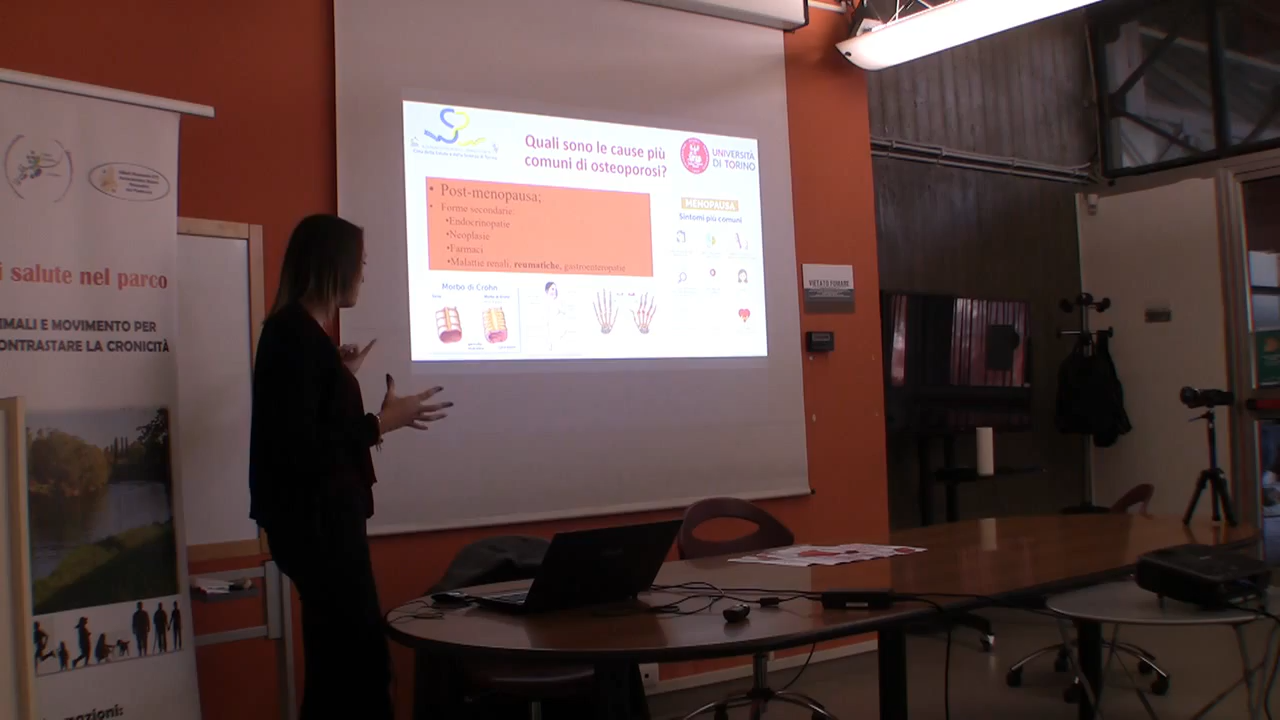 i salute nel parco
IMALI E MOVIMENTO PER
ONTRASTARE LA CRONICITÀ
Quali sono le cause più
comuni di osteoporosi?
UNIVERSITÀ
DI TORINO
• Post-menopausa;
• Forme secondarie:
•Endocrinopatie
•Neoplasie
•Farmaci
•Malattie renali, reumatiche, gastroenteropatie
MENOPAUSA
Sintomi più comuni
Morbo di Crohn
VIETATO FUMARE